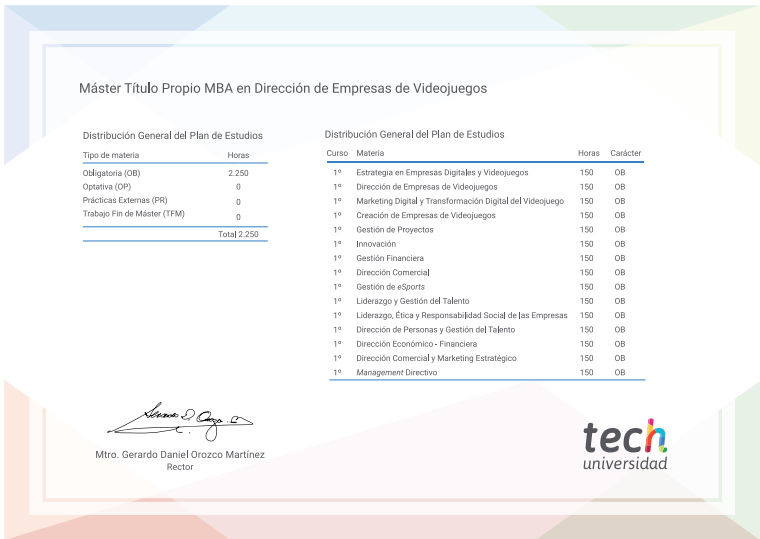 Máster Título Propio MBA en Dirección de Empresas de Videojuegos
Distribución General del Plan de Estudios
Tipo de materia Horas
Obligatoria (OB) 2.250
Optativa (OP) 0
Prácticas Externas (PR) 0
Trabajo Fin de Máster (TFM) 0
Total 2.250
Distribución General del Plan de Estudios
Curso Materia Horas Carácter
1º Estrategia en Empresas Digitales y Videojuegos 150 OB
1º Dirección de Empresas de Videojuegos 150 OB
1º Marketing Digital y Transformación Digital del Videojuego 150 OB
1º Creación de Empresas de Videojuegos 150 OB
1º Gestión de Proyectos 150 OB
1º Innovación 150 OB
1º Gestión Financiera 150 OB
1º Dirección Comercial 150 OB
1º Gestión de eSports 150 OB
1º Liderazgo y Gestión del Talento 150 OB
1º Liderazgo, Ética y Responsabilidad Social de las Empresas 150 OB
1º Dirección de Personas y Gestión del Talento 150 OB
1º Dirección Económico - Financiera 150 OB
1º Dirección Comercial y Marketing Estratégico 150 OB
1º Management Directivo 150 OB
Mtro. Gerardo Daniel Orozco Martínez
Rector
tech
universidad